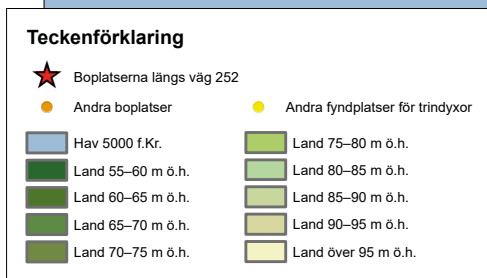 Teckenförklaring
Boplatserna längs väg 252
Andra boplatser
Andra fyndplatser för trindyxor
Hav 5000 f.Kr.
Land 75–80 m ö.h.
Land 55–60 m ö.h.
Land 80–85 m ö.h.
Land 60–65 m ö.h.
Land 85–90 m ö.h.
Land 65–70 m ö.h.
Land 90–95 m ö.h.
Land 70–75 m ö.h.
Land över 95 m ö.h.